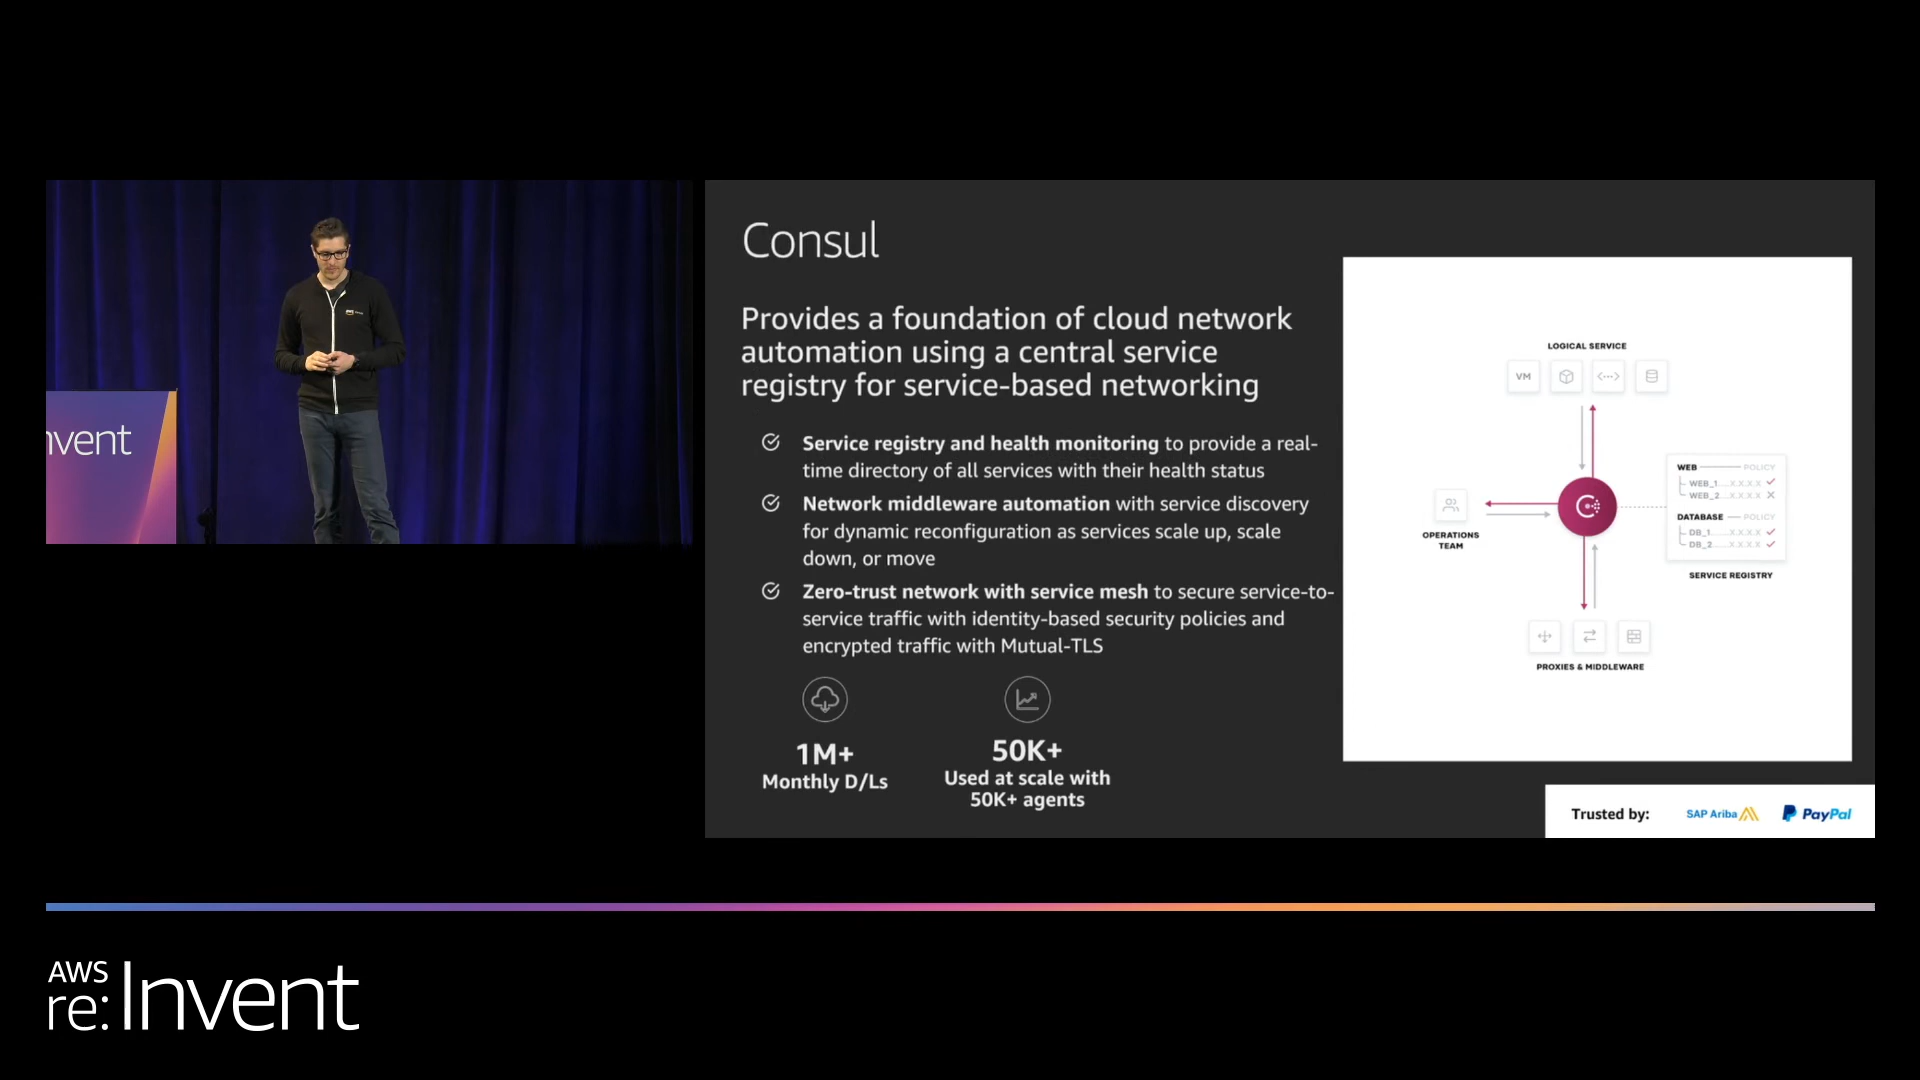 nvent
Consul
Provides a foundation of cloud network
automation using a central service
registry for service-based networking
Service registry and health monitoring to provide a real-
time directory of all services with their health status
Network middleware automation with service discovery
for dynamic reconfiguration as services scale up, scale
down, or move
Zero-trust network with service mesh to secure service-to-
service traffic with identity-based security policies and
encrypted traffic with Mutual-TLS
1M+
Monthly D/Ls
50K+
Used at scale with
50K+ agents
LOGICAL SERVICE
VM
OPERATIONS
TEAM
WEB POLICY
WEB_1 XXXX
WEB_2 XXXX
DATABASE POLICY
DB_1 XXXX
DB_2 XXXX
SERVICE REGISTRY
PROXIES & MIDDLEWARE
Trusted by: SAP Ariba PayPal
AWS
re:Invent